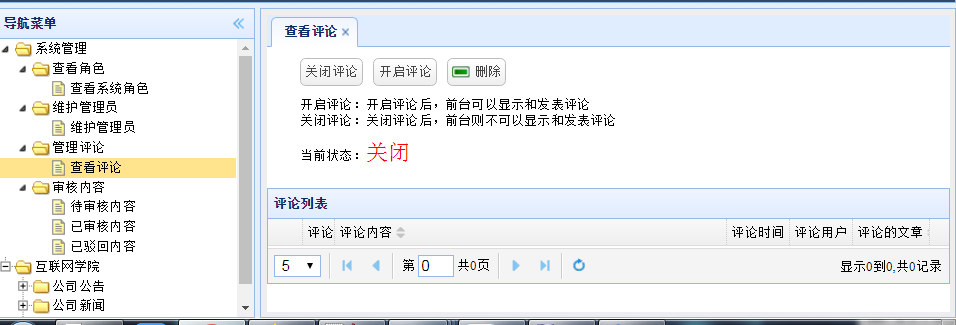 导航菜单
系统管理
查看角色
查看系统角色
维护管理员
维护管理员
管理评论
查看评论
审核内容
待审核内容
已审核内容
已驳回内容
互联网学院
公司公告
公司新闻
查看评论
关闭评论 开启评论 删除
开启评论：开启评论后，前台可以显示和发表评论
关闭评论：关闭评论后，前台则不可以显示和发表评论
当前状态：关闭
评论列表
评论 评论内容 评论时间 评论用户 评论的文章
5 第 0 共0页 显示0到0,共0记录